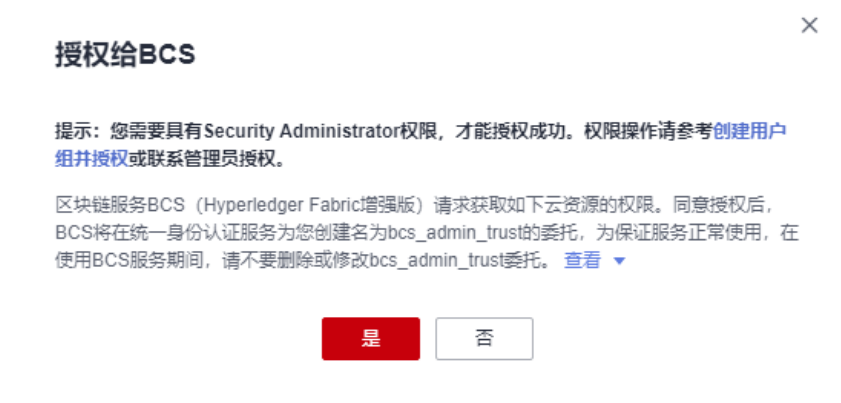 授权给BCS
提示：您需要具有Security Administrator权限，才能授权成功。权限操作请参考创建用户
组并授权或联系管理员授权。
区块链服务BCS（Hyperledger Fabric增强版）请求获取如下云资源的权限。同意授权后，
BCS将在统一身份认证服务为您创建名为bcs_admin_trust的委托，为保证服务正常使用，在
使用BCS服务期间，请不要删除或修改bcs_admin_trust委托。 查看
是
否